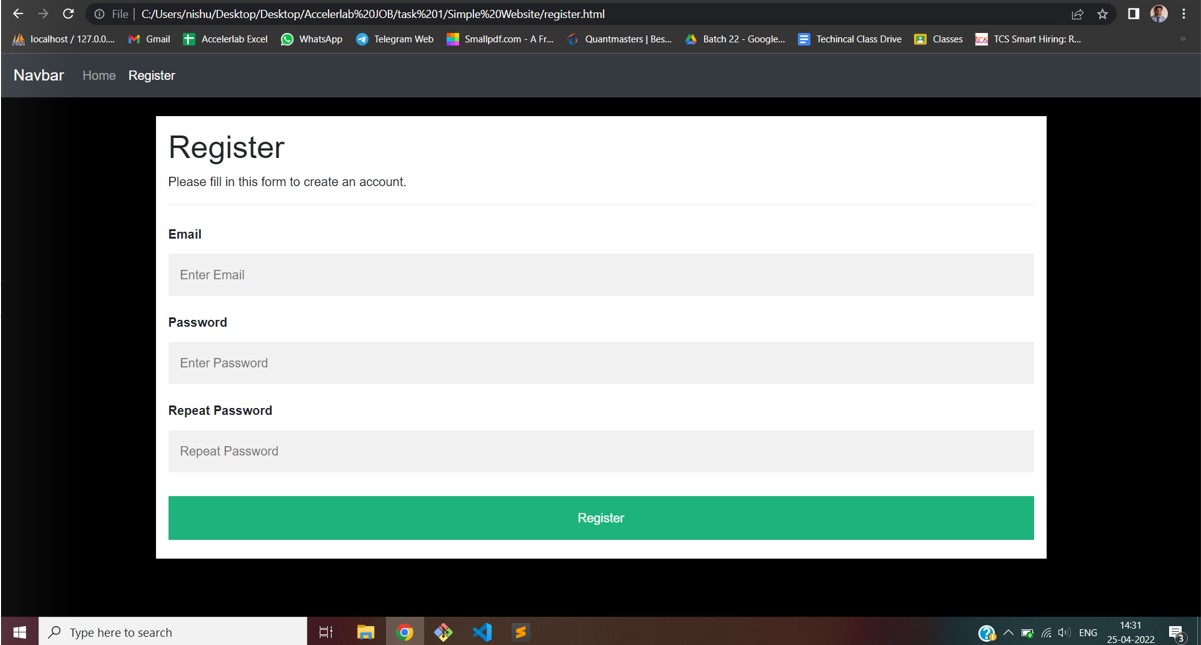 File | C:/Users/nishu/Desktop/Desktop/Accelerlab%20JOB/task%201/Simple%20Website/register.html
localhost / 127.0.0.... Gmail Accelerlab Excel WhatsApp Telegram Web Smallpdf.com - A Fr... Quantmasters | Bes... Batch 22 - Google... Techincal Class Drive Classes TCS Smart Hiring: R... »
Navbar Home Register
Register
Please fill in this form to create an account.
Email
Enter Email
Password
Enter Password
Repeat Password
Repeat Password
Register
Type here to search ENG 14:31
25-04-2022 3